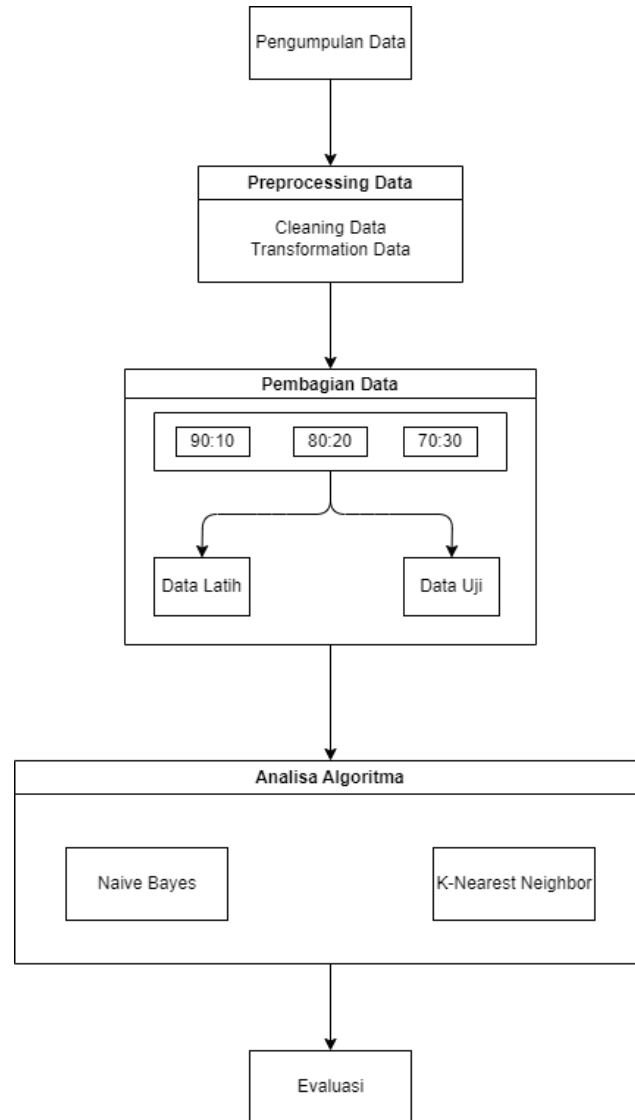 Pengumpulan Data
Preprocessing Data
Cleaning Data
Transformation Data
Pembagian Data
90:10
80:20
70:30
Data Latih
Data Uji
Analisa Algoritma
Naive Bayes
K-Nearest Neighbor
Evaluasi